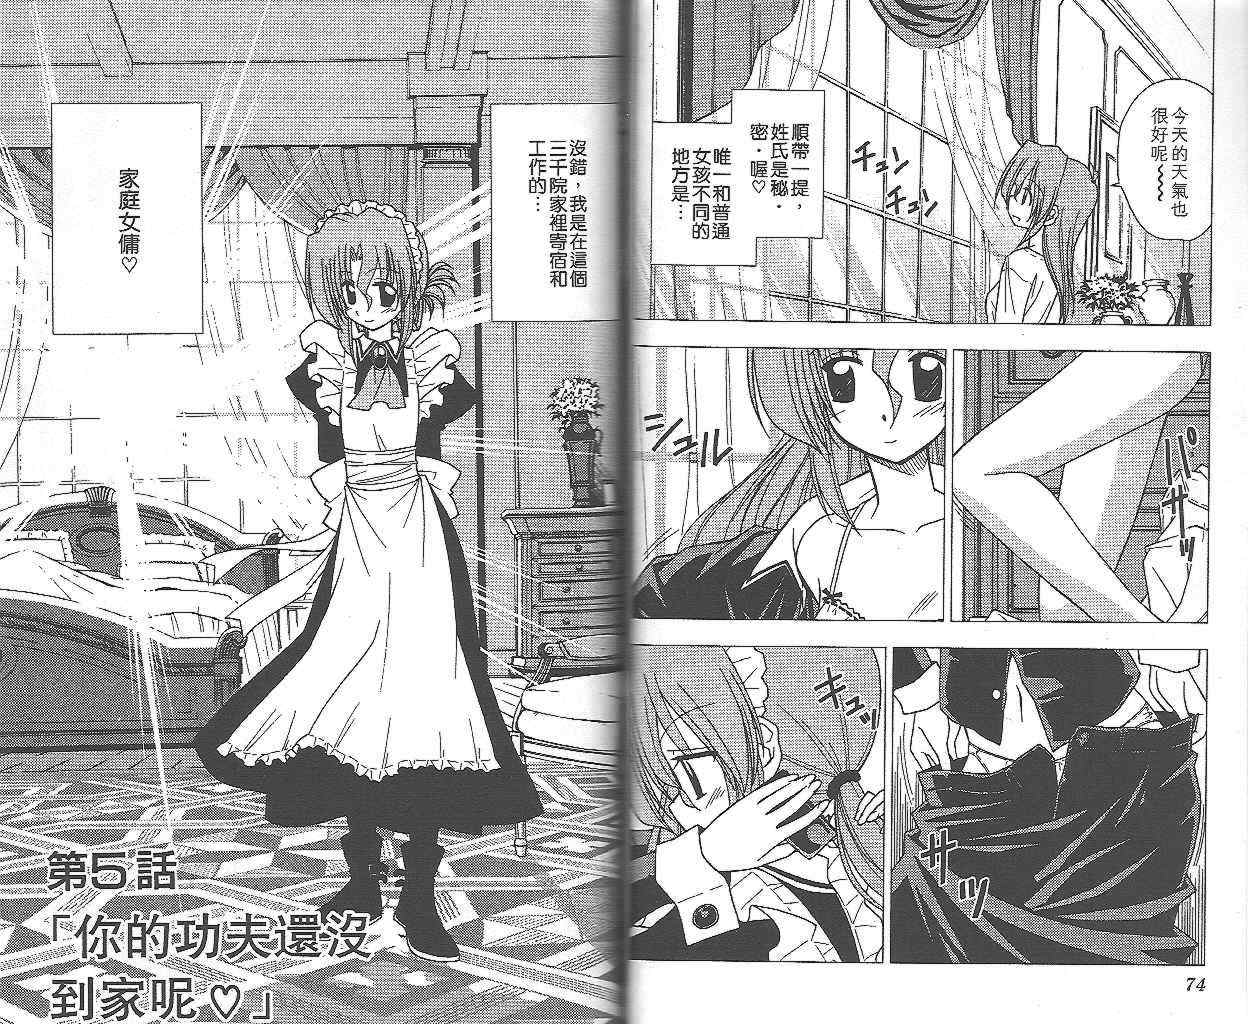 今天的天氣也
很好呢~~~
順帶一提，
姓氏是秘・
密・喔♡
唯一和普通
女孩不同的
地方是…
チュン
チュン
パサッ
シュル
ササッ
キュッ
74
沒錯，我是在這個
三千院家裡寄宿和
工作的…
家庭女傭♡
第5話
「你的功夫還沒
到家呢♡」